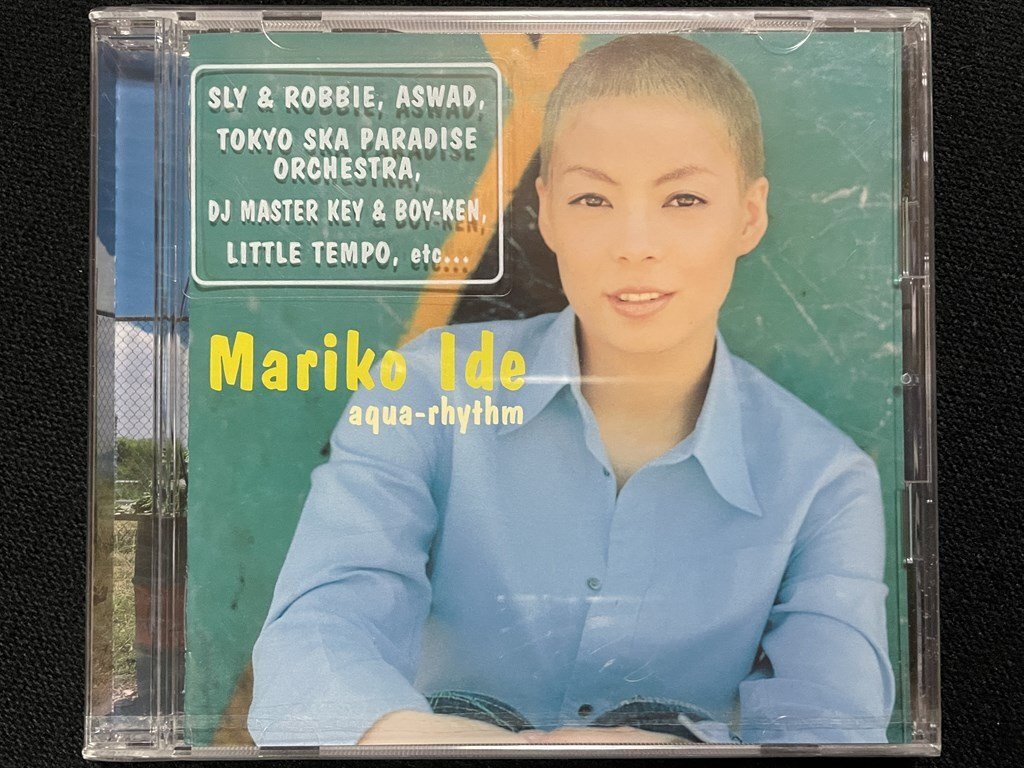 SLY & ROBBIE, ASWAD,
TOKYO SKA PARADISE
ORCHESTRA,
DJ MASTER KEY & BOY-KEN,
LITTLE TEMPO, etc...
Mariko Ide
aqua-rhythm